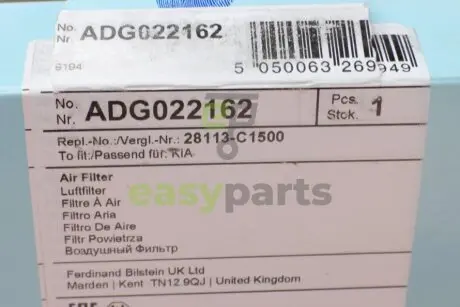 No. ADG022162
Nr.
6194
5 050063 269949
No. ADG022162
Nr.
Pcs. 1
Stck.
Repl.-No.:/Vergl.-Nr.: 28113-C1500
To fit:/Passend für: KIA
Air Filter
Luftfilter
Filtre À Air
Filtro Aria
Filtro De Aire
Filtr Powietrza
Воздушный Фильтр
easyparts
Ferdinand Bilstein UK Ltd
Marden | Kent TN12 9QJ | United Kingdom